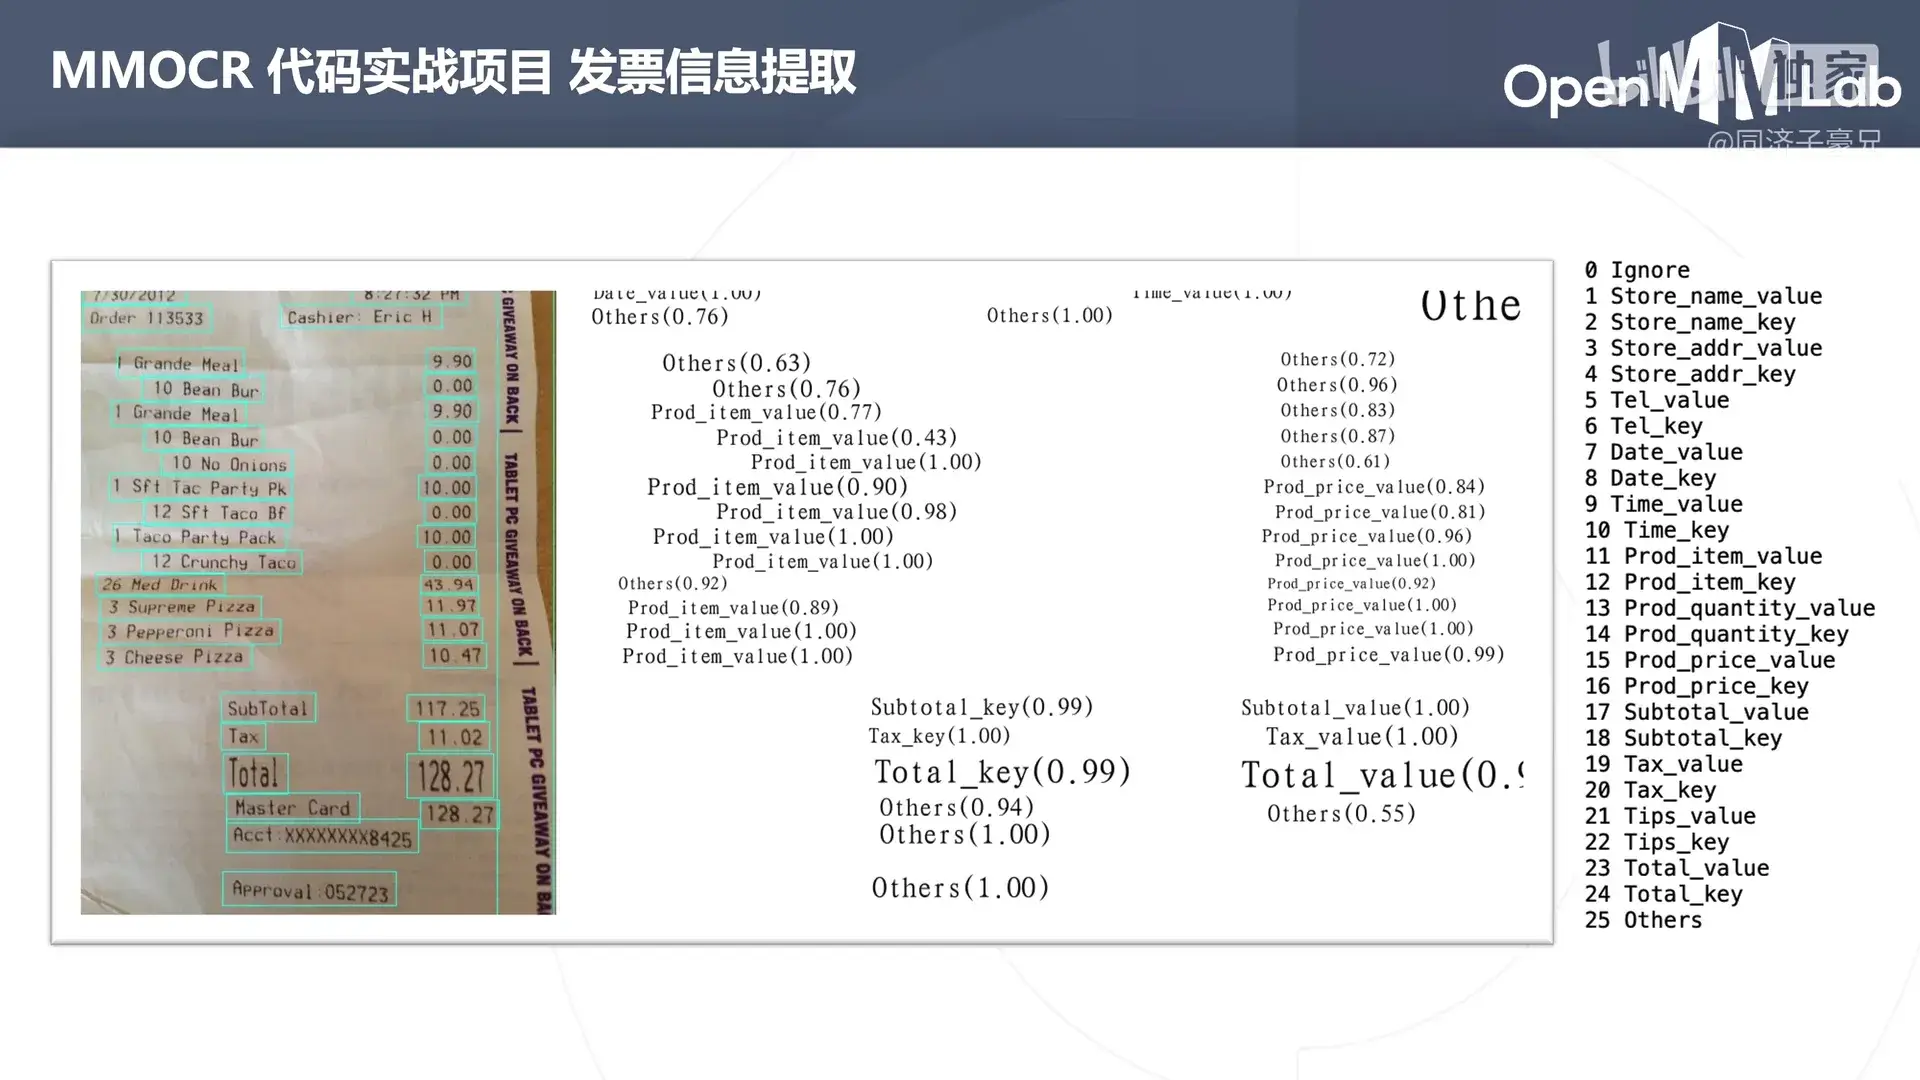 MMOCR 代码实战项目 发票信息提取
OpenMMLab
bilibili 独家
@同济子豪兄
7/30/2012 8:27:32 PM
Order 113533 Cashier: Eric H
1 Grande Meal 9.90
10 Bean Bur 0.00
1 Grande Meal 9.90
10 Bean Bur 0.00
10 No Onions 0.00
1 Sft Tac Party Pk 10.00
12 Sft Taco Bf 0.00
1 Taco Party Pack 10.00
12 Crunchy Taco 0.00
26 Med Drink 43.94
3 Supreme Pizza 11.97
3 Pepperoni Pizza 11.07
3 Cheese Pizza 10.47
SubTotal 117.25
Tax 11.02
Total 128.27
Master Card 128.27
Acct:XXXXXXXX8425
Approval:052723
GIVEAWAY ON BACK
TABLET PC GIVEAWAY ON BACK
TABLET PC GIVEAWAY ON BA
Date_value(1.00) Time_value(1.00) Othe
Others(0.76) Others(1.00)
Others(0.63) Others(0.72)
Others(0.76) Others(0.96)
Prod_item_value(0.77) Others(0.83)
Prod_item_value(0.43) Others(0.87)
Prod_item_value(1.00) Others(0.61)
Prod_item_value(0.90) Prod_price_value(0.84)
Prod_item_value(0.98) Prod_price_value(0.81)
Prod_item_value(1.00) Prod_price_value(0.96)
Prod_item_value(1.00) Prod_price_value(1.00)
Others(0.92) Prod_price_value(0.92)
Prod_item_value(0.89) Prod_price_value(1.00)
Prod_item_value(1.00) Prod_price_value(1.00)
Prod_item_value(1.00) Prod_price_value(0.99)
Subtotal_key(0.99) Subtotal_value(1.00)
Tax_key(1.00) Tax_value(1.00)
Total_key(0.99) Total_value(0.9
Others(0.94) Others(0.55)
Others(1.00)
Others(1.00)
0 Ignore
1 Store_name_value
2 Store_name_key
3 Store_addr_value
4 Store_addr_key
5 Tel_value
6 Tel_key
7 Date_value
8 Date_key
9 Time_value
10 Time_key
11 Prod_item_value
12 Prod_item_key
13 Prod_quantity_value
14 Prod_quantity_key
15 Prod_price_value
16 Prod_price_key
17 Subtotal_value
18 Subtotal_key
19 Tax_value
20 Tax_key
21 Tips_value
22 Tips_key
23 Total_value
24 Total_key
25 Others